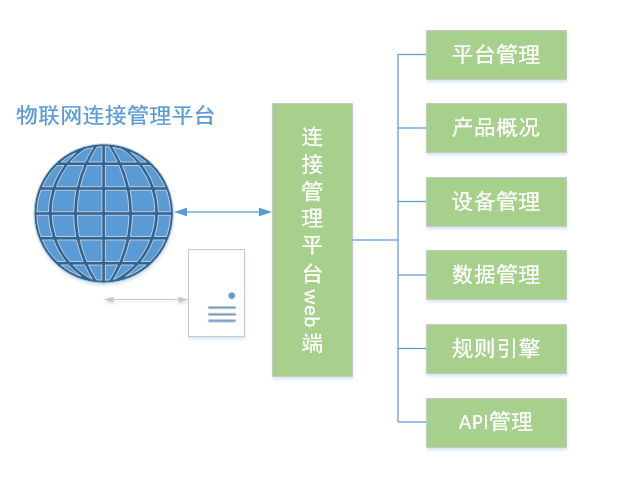 物联网连接管理平台
连接管理平台web端
平台管理
产品概况
设备管理
数据管理
规则引擎
API管理